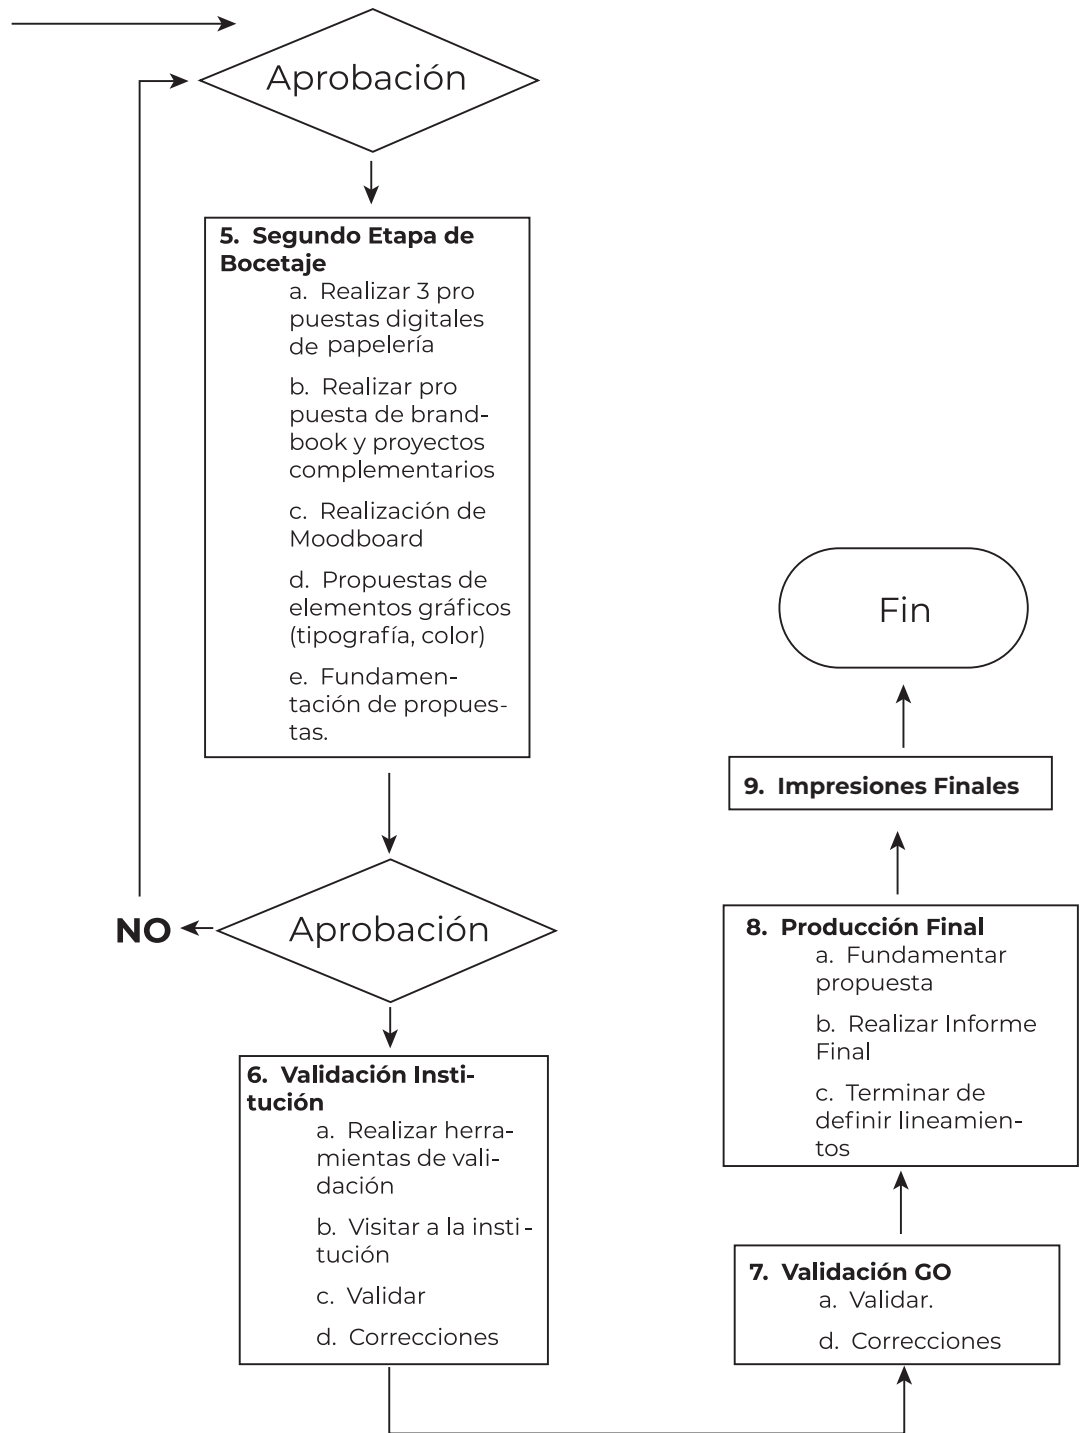 Aprobación
5. Segundo Etapa de
Bocetaje
a. Realizar 3 pro
puestas digitales
de papelería
b. Realizar pro
puesta de brand-
book y proyectos
complementarios
c. Realización de
Moodboard
d. Propuestas de
elementos gráficos
(tipografía, color)
e. Fundamen-
tación de propues-
tas.
NO
Aprobación
6. Validación Insti-
tución
a. Realizar herra-
mientas de vali-
dación
b. Visitar a la insti-
tución
c. Validar
d. Correcciones
7. Validación GO
a. Validar.
d. Correcciones
8. Producción Final
a. Fundamentar
propuesta
b. Realizar Informe
Final
c. Terminar de
definir lineamien-
tos
9. Impresiones Finales
Fin